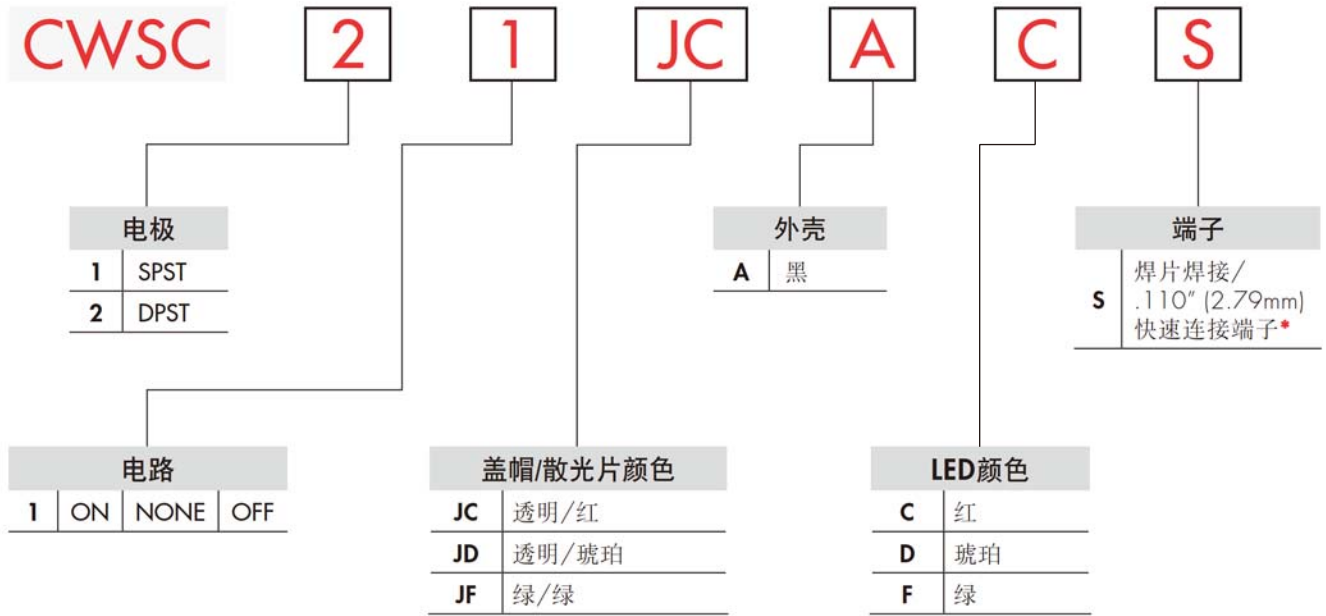 CWSC 2 1 JC A C S
电极
1 SPST
2 DPST
外壳
A 黑
端子
S 焊片焊接/
.110" (2.79mm)
快速连接端子*
电路
1 ON NONE OFF
盖帽/散光片颜色
JC 透明/红
JD 透明/琥珀
JF 绿/绿
LED颜色
C 红
D 琥珀
F 绿